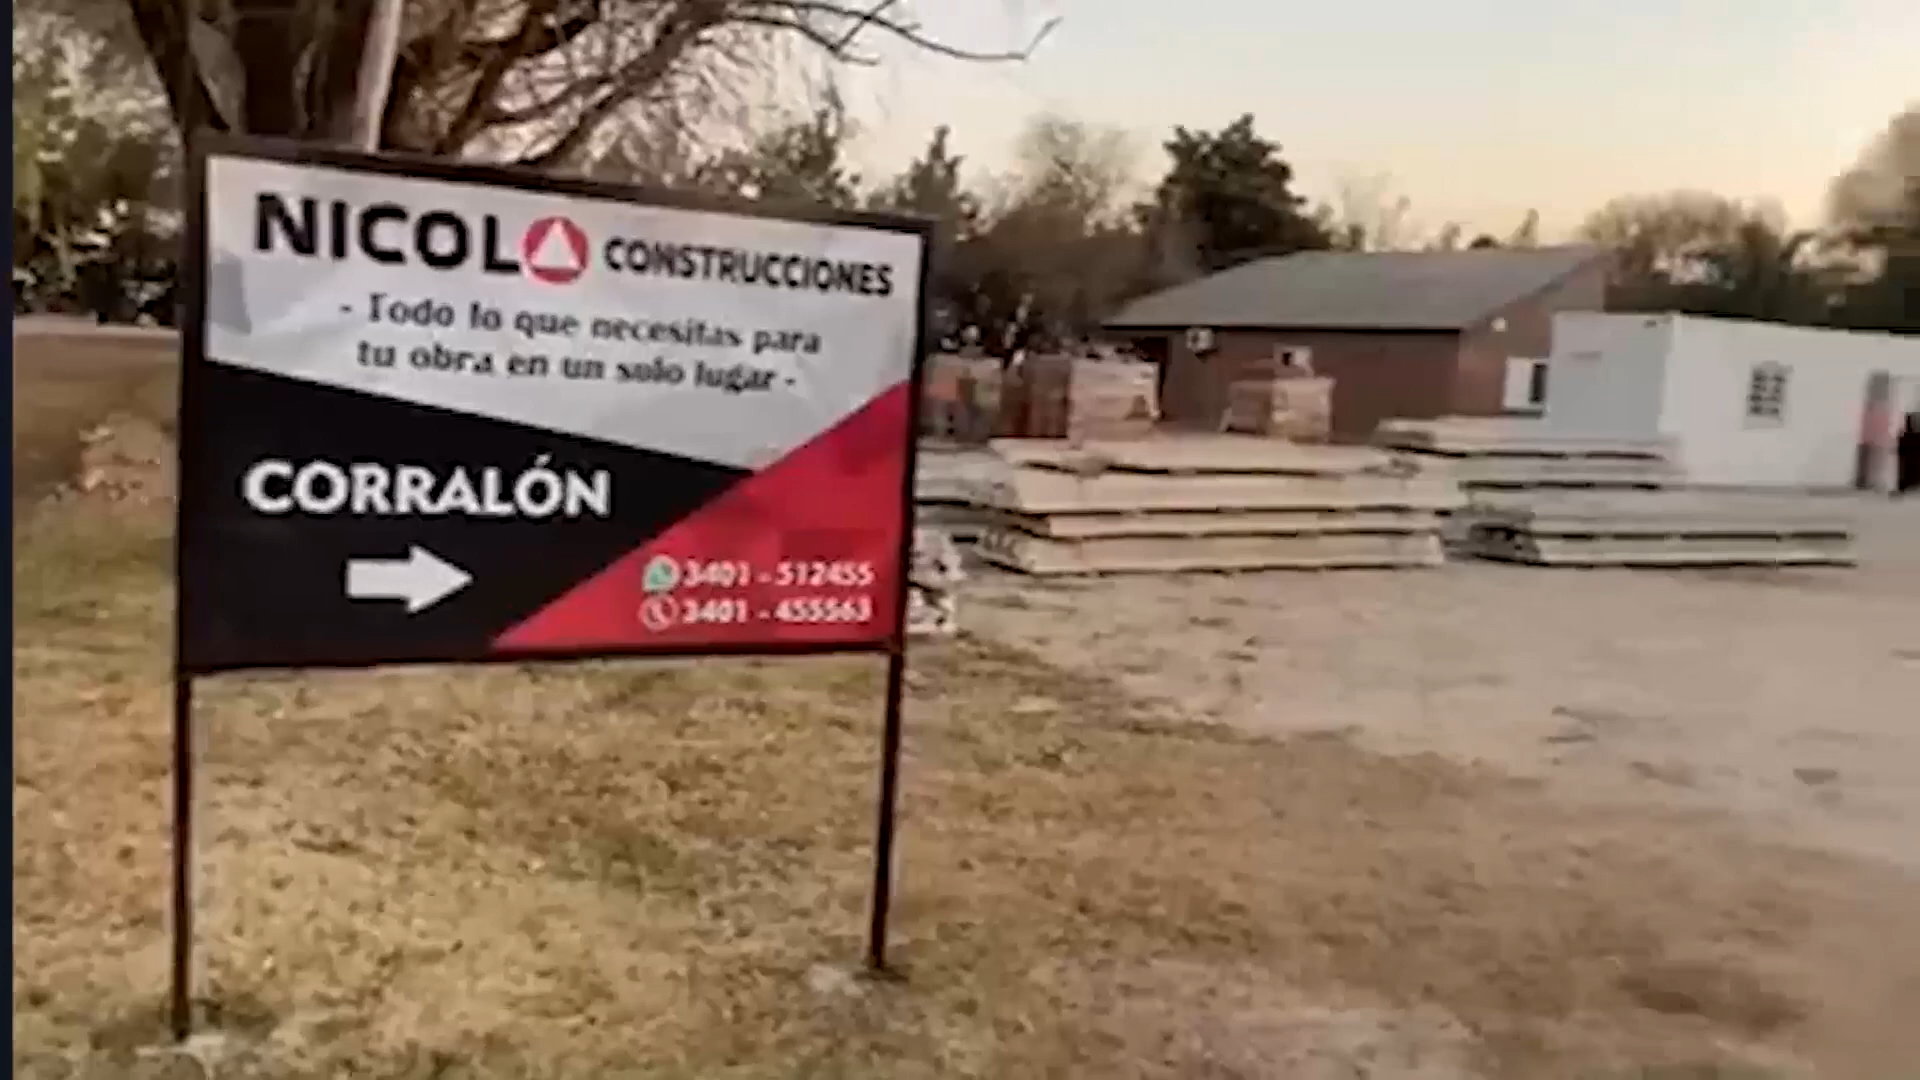 NICOLA CONSTRUCCIONES
- Todo lo que necesitas para
tu obra en un solo lugar -
CORRALÓN
3401 - 512455
3401 - 455563